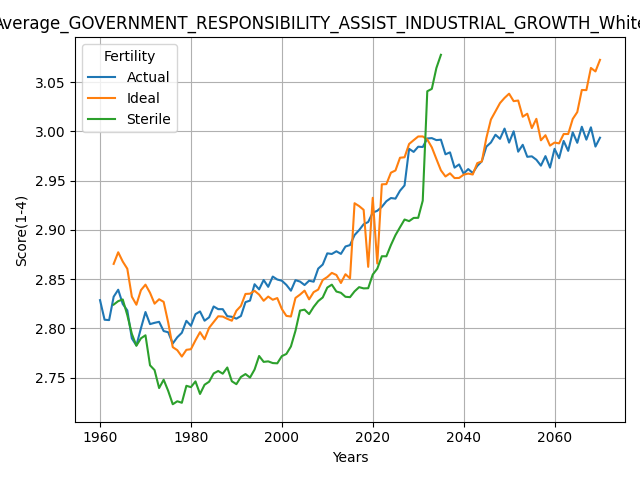 Average_GOVERNMENT_RESPONSIBILITY_ASSIST_INDUSTRIAL_GROWTH_White
Fertility
Actual
Ideal
Sterile
3.05
3.00
2.95
2.90
2.85
2.80
2.75
Score(1-4)
1960
1980
2000
2020
2040
2060
Years